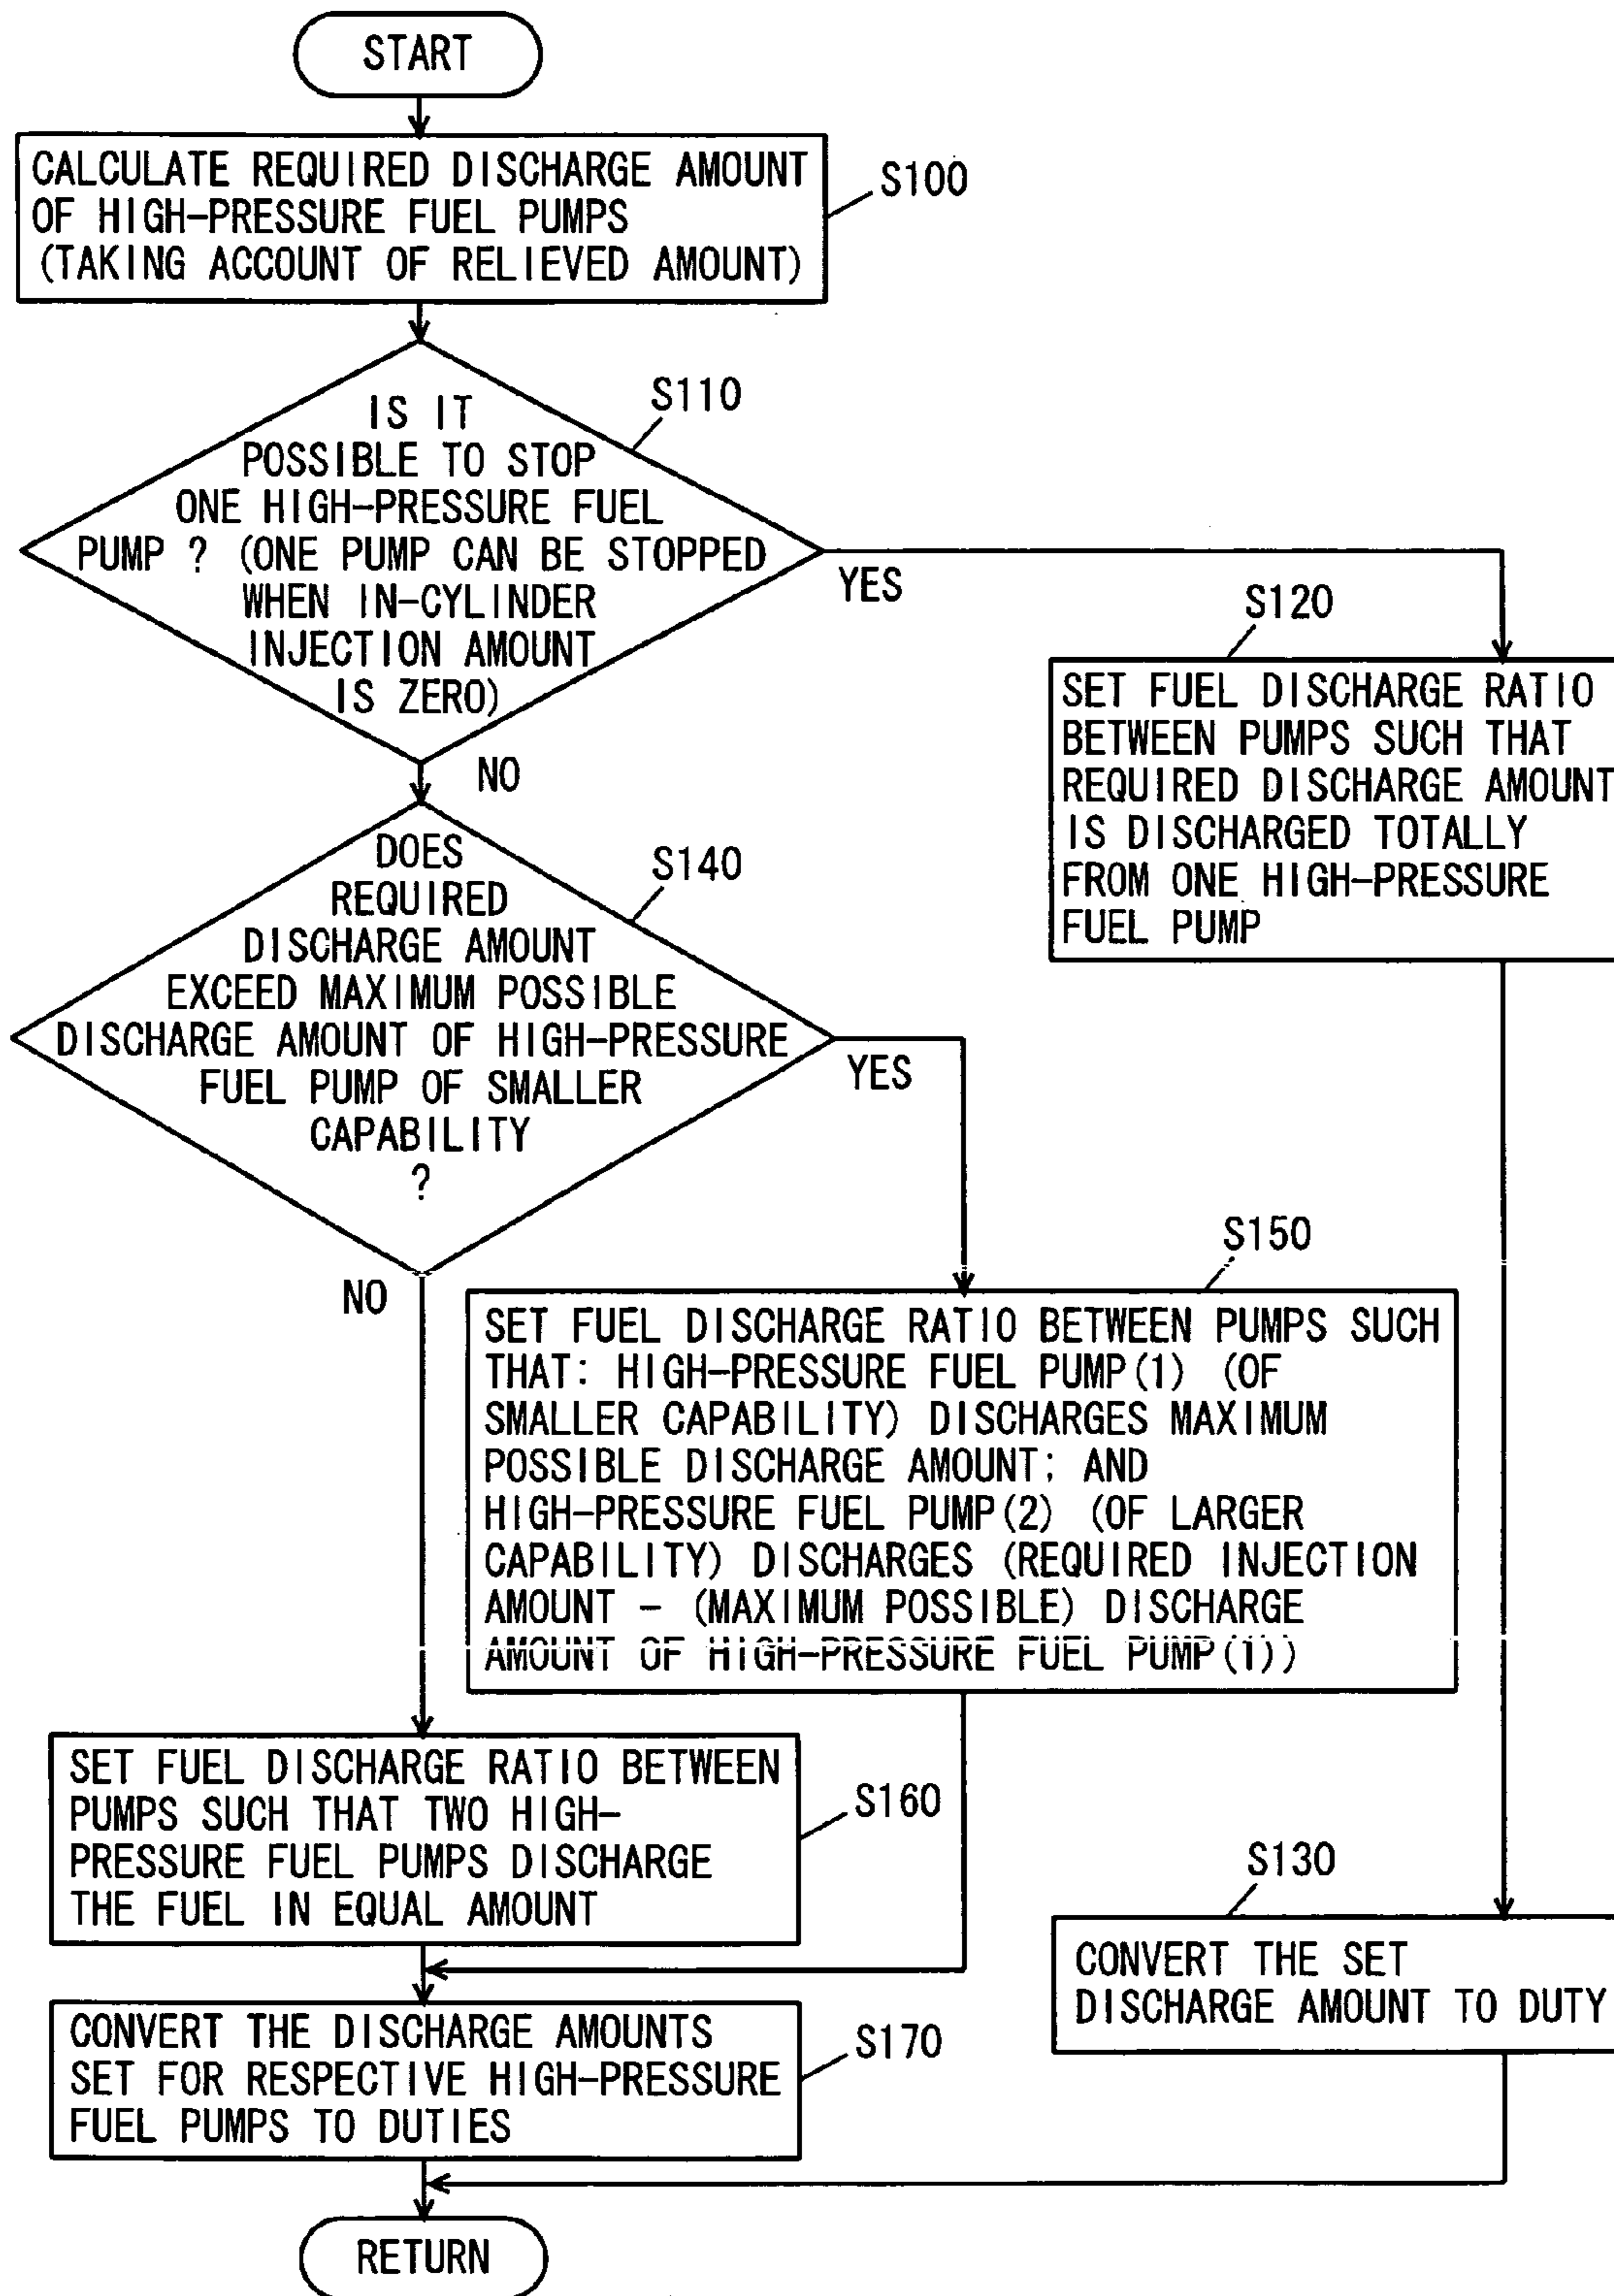 START
CALCULATE REQUIRED DISCHARGE AMOUNT
OF HIGH-PRESSURE FUEL PUMPS
(TAKING ACCOUNT OF RELIEVED AMOUNT)
S100
IS IT
POSSIBLE TO STOP
ONE HIGH-PRESSURE FUEL
PUMP ? (ONE PUMP CAN BE STOPPED
WHEN IN-CYLINDER
INJECTION AMOUNT
IS ZERO)
S110
YES
NO
S120
SET FUEL DISCHARGE RATIO
BETWEEN PUMPS SUCH THAT
REQUIRED DISCHARGE AMOUNT
IS DISCHARGED TOTALLY
FROM ONE HIGH-PRESSURE
FUEL PUMP
DOES
REQUIRED
DISCHARGE AMOUNT
EXCEED MAXIMUM POSSIBLE
DISCHARGE AMOUNT OF HIGH-PRESSURE
FUEL PUMP OF SMALLER
CAPABILITY
?
S140
YES
NO
S150
SET FUEL DISCHARGE RATIO BETWEEN PUMPS SUCH
THAT: HIGH-PRESSURE FUEL PUMP(1) (OF
SMALLER CAPABILITY) DISCHARGES MAXIMUM
POSSIBLE DISCHARGE AMOUNT; AND
HIGH-PRESSURE FUEL PUMP(2) (OF LARGER
CAPABILITY) DISCHARGES (REQUIRED INJECTION
AMOUNT - (MAXIMUM POSSIBLE) DISCHARGE
AMOUNT OF HIGH-PRESSURE FUEL PUMP(1))
SET FUEL DISCHARGE RATIO BETWEEN
PUMPS SUCH THAT TWO HIGH-
PRESSURE FUEL PUMPS DISCHARGE
THE FUEL IN EQUAL AMOUNT
S160
S130
CONVERT THE SET
DISCHARGE AMOUNT TO DUTY
CONVERT THE DISCHARGE AMOUNTS
SET FOR RESPECTIVE HIGH-PRESSURE
FUEL PUMPS TO DUTIES
S170
RETURN